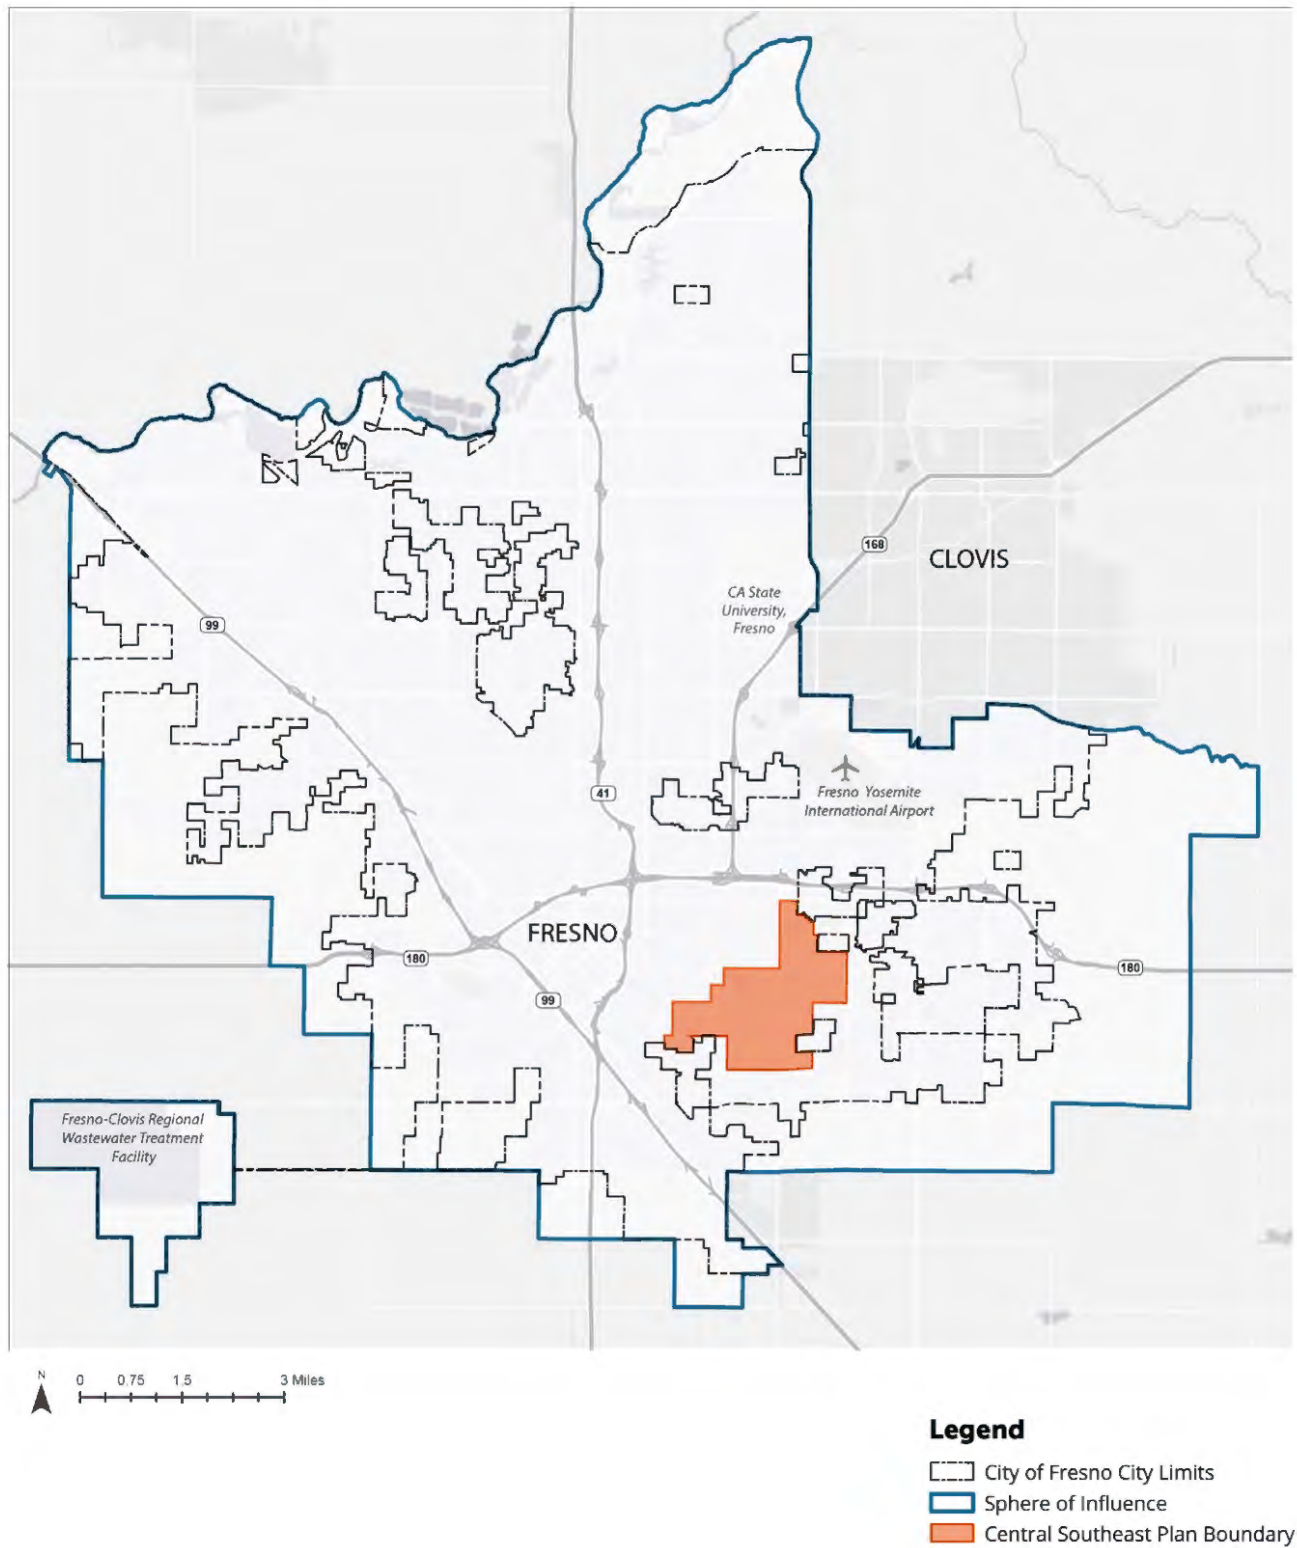 168
CLOVIS
CA State
University,
Fresno
99
41
Fresno Yosemite
International Airport
FRESNO
180
180
99
Fresno-Clovis Regional
Wastewater Treatment
Facility
N
0 0.75 1.5 3 Miles
Legend
City of Fresno City Limits
Sphere of Influence
Central Southeast Plan Boundary